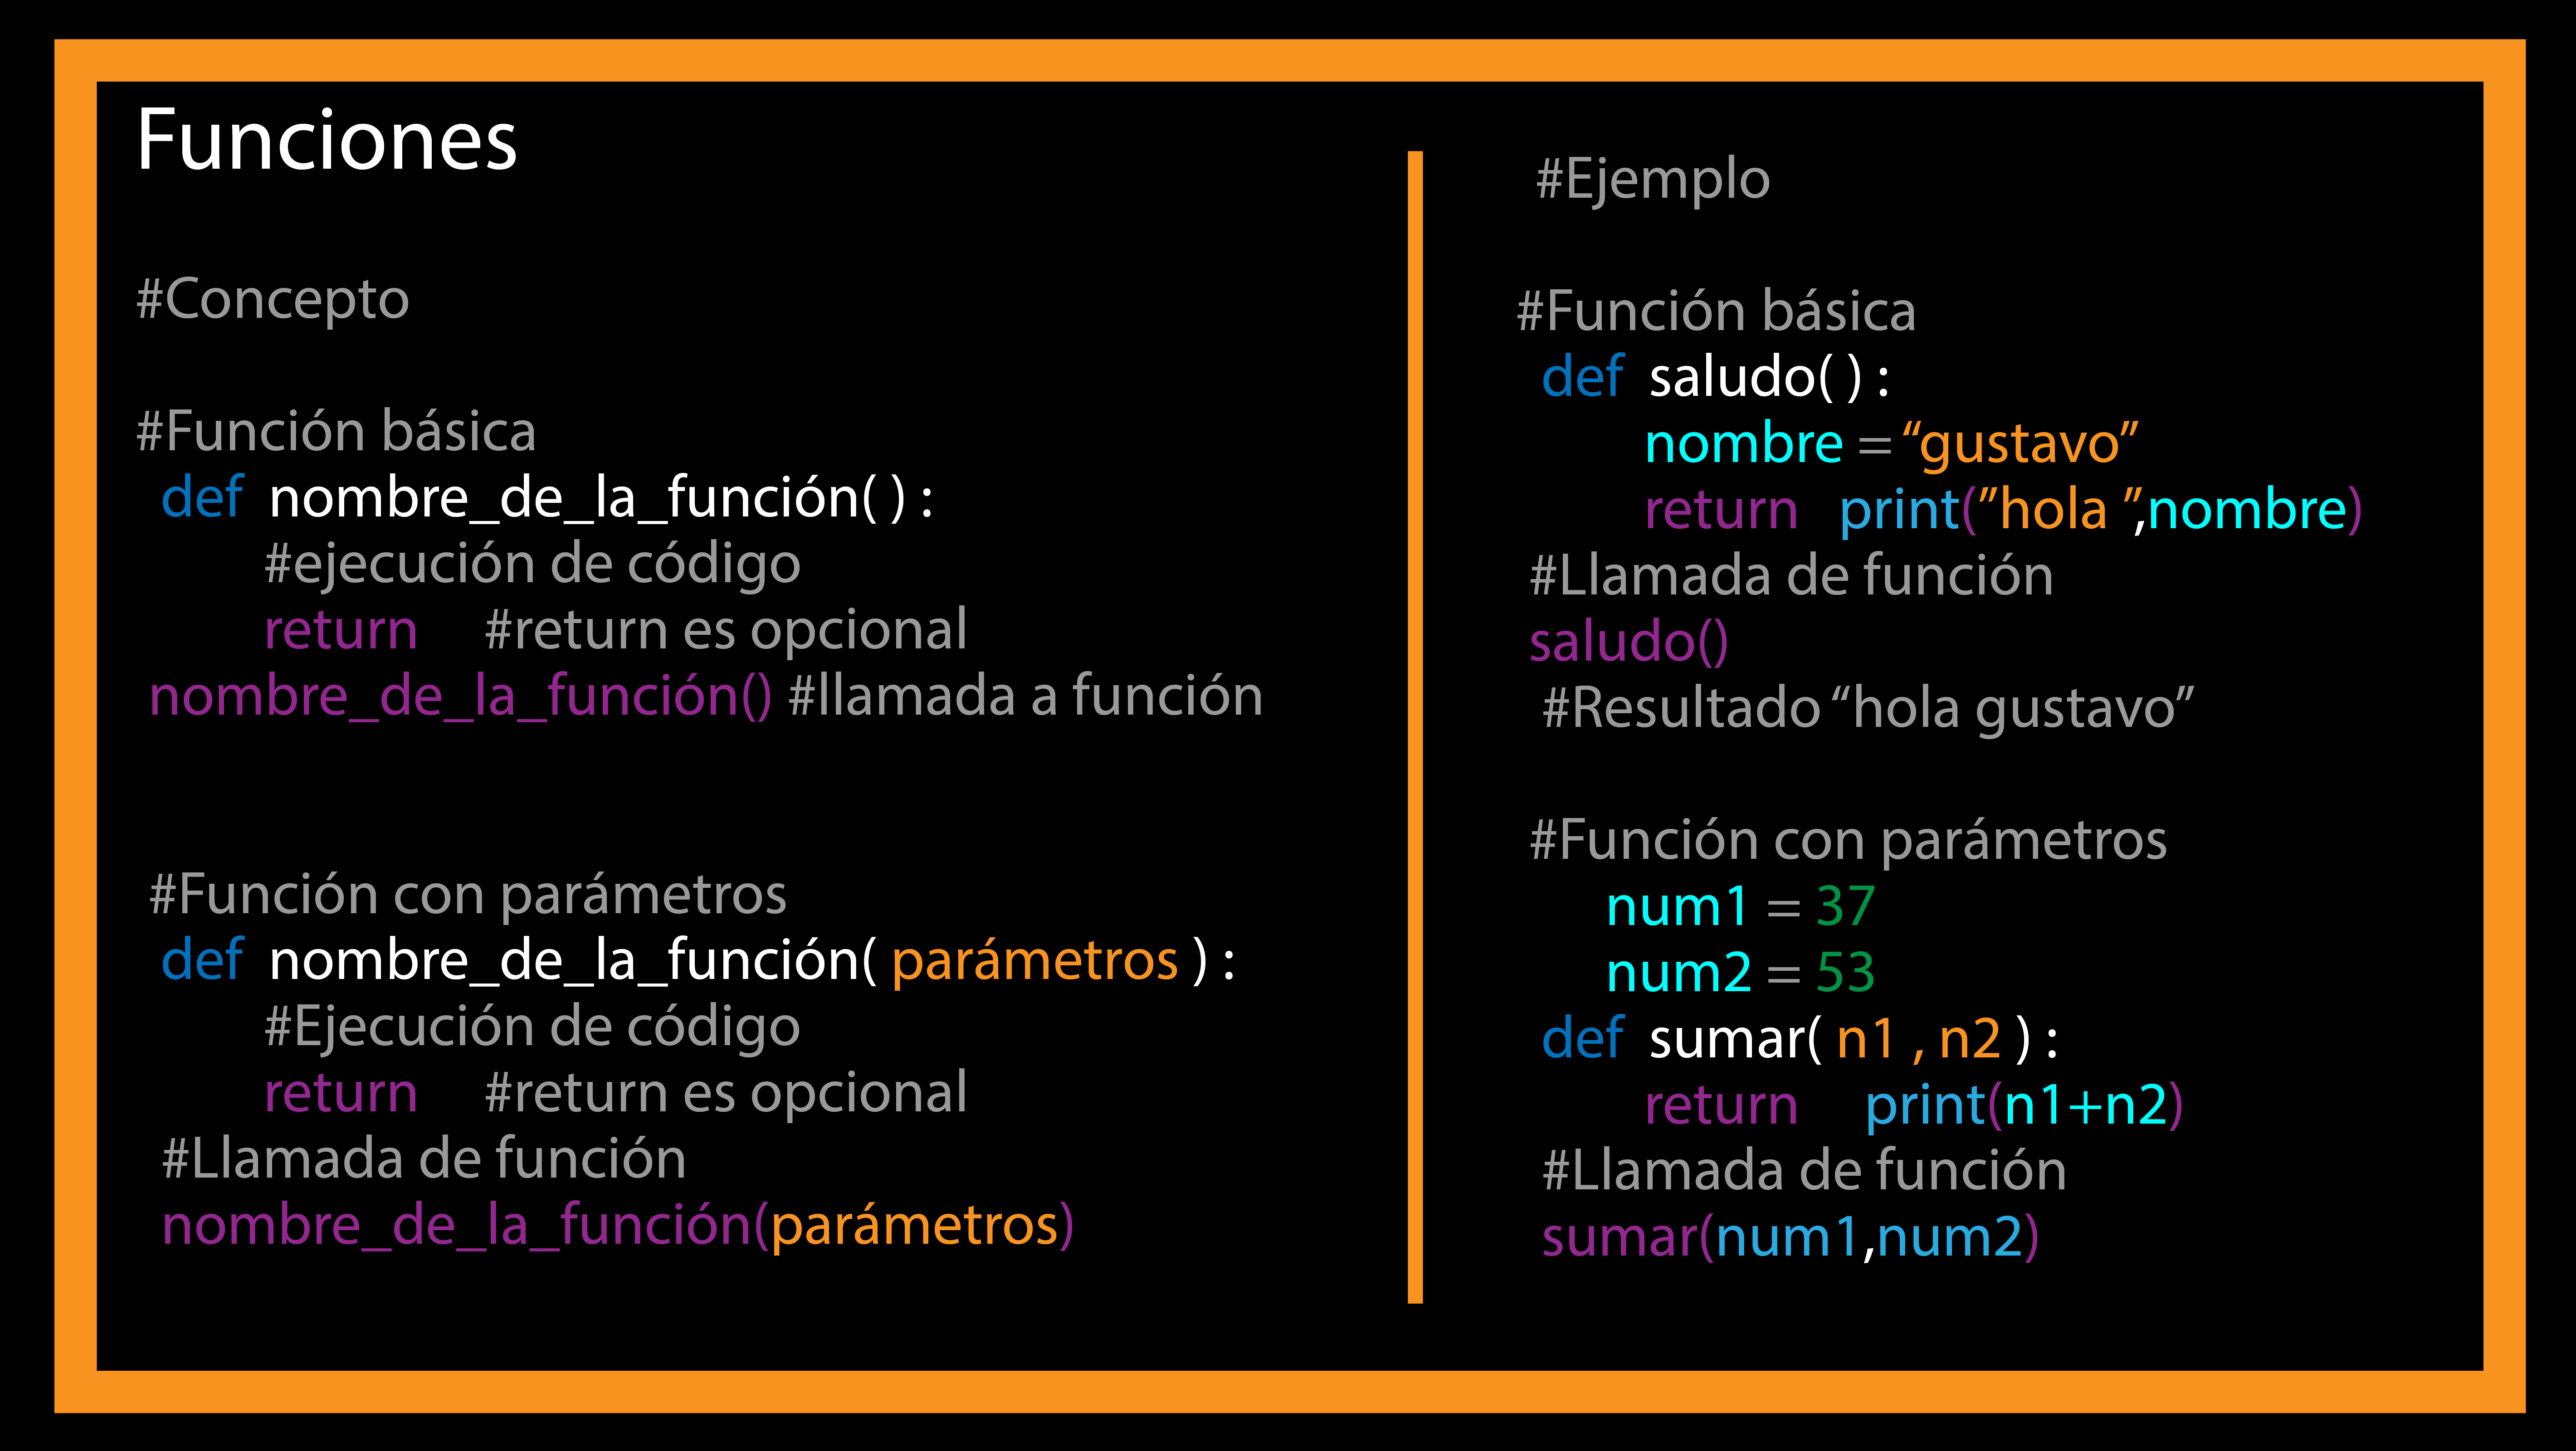 Funciones
#Concepto
#Función básica
def nombre_de_la_función( ) :
#ejecución de código
return #return es opcional
nombre_de_la_función() #llamada a función
#Función con parámetros
def nombre_de_la_función( parámetros ) :
#Ejecución de código
return #return es opcional
#Llamada de función
nombre_de_la_función(parámetros)
#Ejemplo
#Función básica
def saludo( ) :
nombre = “gustavo”
return print(”hola ”,nombre)
#Llamada de función
saludo()
#Resultado “hola gustavo”
#Función con parámetros
num1 = 37
num2 = 53
def sumar( n1 , n2 ) :
return print(n1+n2)
#Llamada de función
sumar(num1,num2)